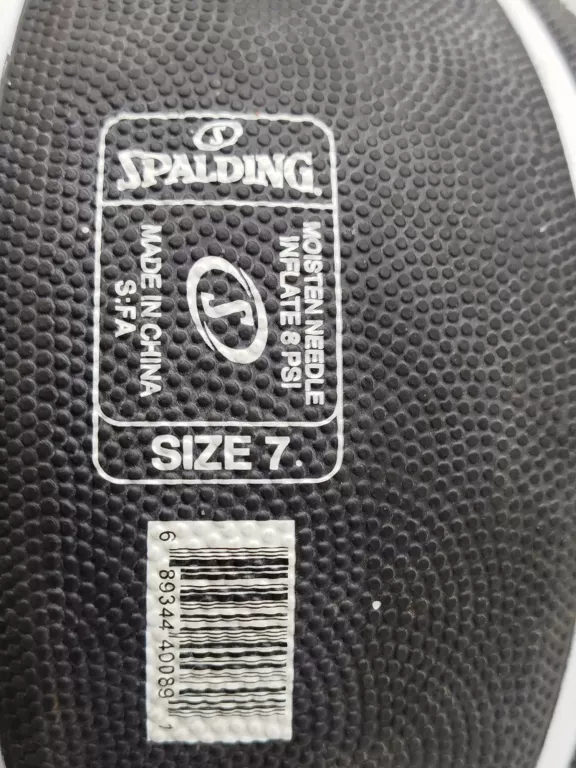 SPALDING
MOISTEN NEEDLE
INFLATE 8 PSI
MADE IN CHINA
S:FA
SIZE 7.
6 89344 40089 1